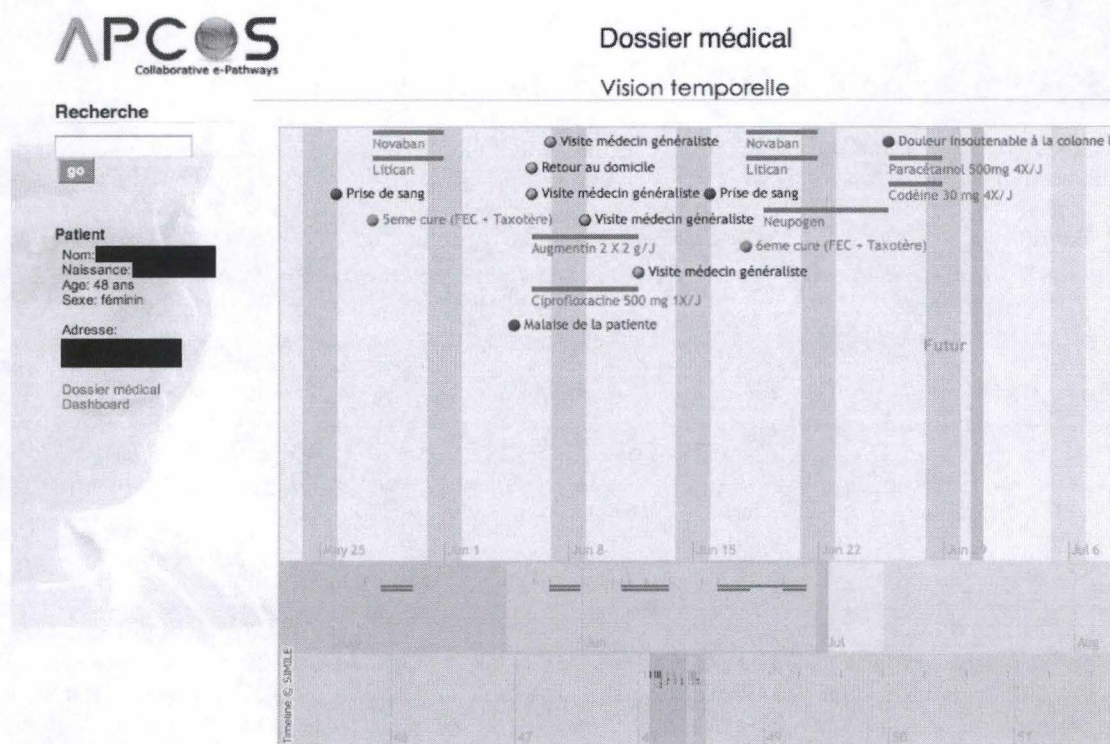 APCOS
Collaborative e-Pathways
Dossier médical
Vision temporelle
Recherche
go
Patient
Nom:
Naissance:
Age: 48 ans
Sexe: féminin
Adresse:
Dossier médical
Dashboard
Novaban
Visite médecin généraliste
Novaban
Douleur insoutenable à la colonne
Litican
Retour au domicile
Litican
Paracétamol 500mg 4X/J
Prise de sang
Visite médecin généraliste
Prise de sang
Codéine 30 mg 4X/J
5eme cure (FEC + Taxotère)
Visite médecin généraliste
Neupogen
Augmentin 2 X 2 g/J
6eme cure (FEC + Taxotère)
Visite médecin généraliste
Ciprofloxacine 500 mg 1X/J
Malaise de la patiente
Futur
May 25
Jun 1
Jun 8
Jun 15
Jun 22
Jun 29
Jul 6
Jun
Jul
Aug
Timeline © SIMILE
46
47
49
50
51